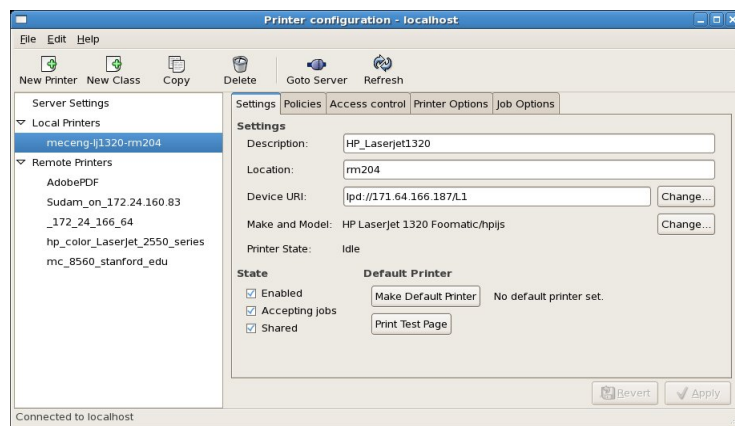 Printer configuration - localhost
File Edit Help
New Printer New Class Copy Delete Goto Server Refresh
Server Settings
Local Printers
meceng-lj1320-rm204
Remote Printers
AdobePDF
Sudam_on_172.24.160.83
_172_24_166_64
hp_color_LaserJet_2550_series
mc_8560_stanford_edu
Settings Policies Access control Printer Options Job Options
Settings
Description: HP_Laserjet1320
Location: rm204
Device URI: lpd://171.64.166.187/L1 Change...
Make and Model: HP LaserJet 1320 Foomatic/hpijs Change...
Printer State: Idle
State Default Printer
Enabled Make Default Printer No default printer set.
Accepting jobs
Shared Print Test Page
Revert Apply
Connected to localhost